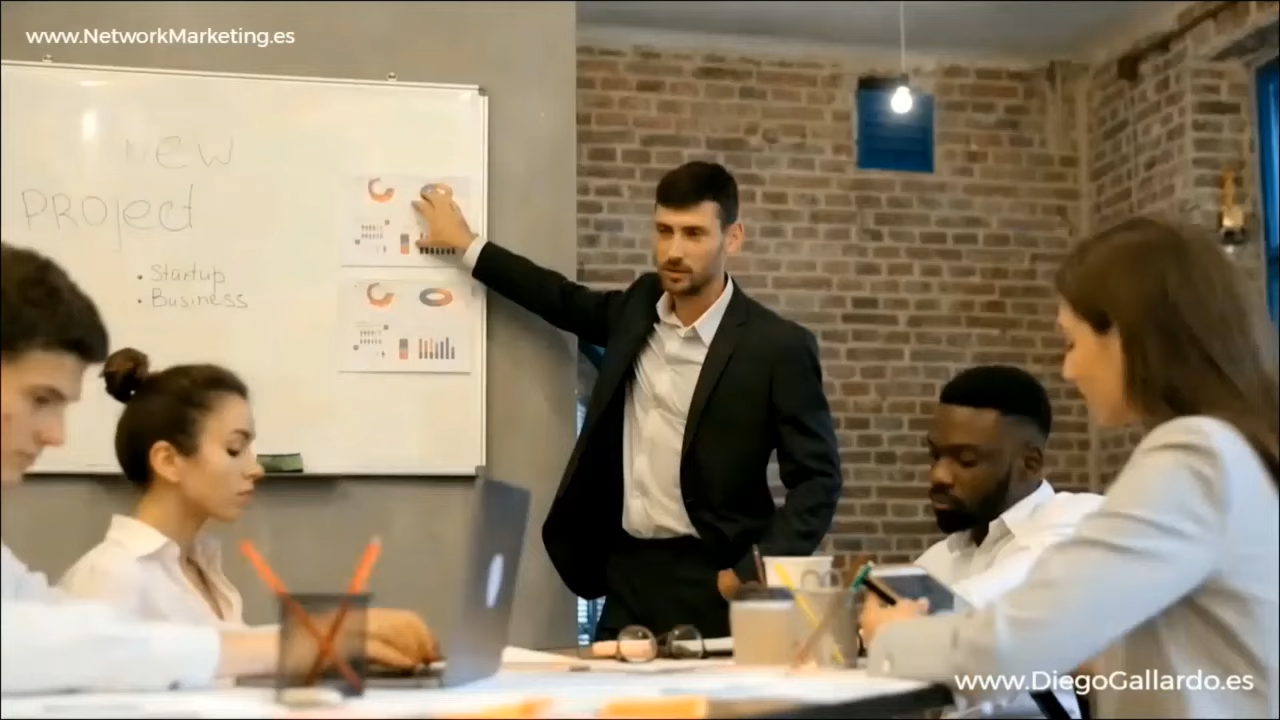 www.NetworkMarketing.es
New
PROject
• Startup
• Business
www.DiegoGallardo.es